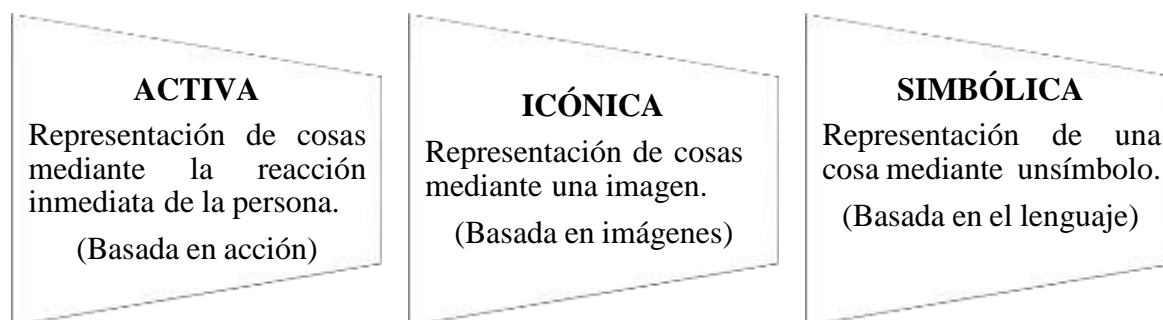 ACTIVA
Representación de cosas
mediante la reacción
inmediata de la persona.
(Basada en acción)
ICÓNICA
Representación de cosas
mediante una imagen.
(Basada en imágenes)
SIMBÓLICA
Representación de una
cosa mediante unsímbolo.
(Basada en el lenguaje)